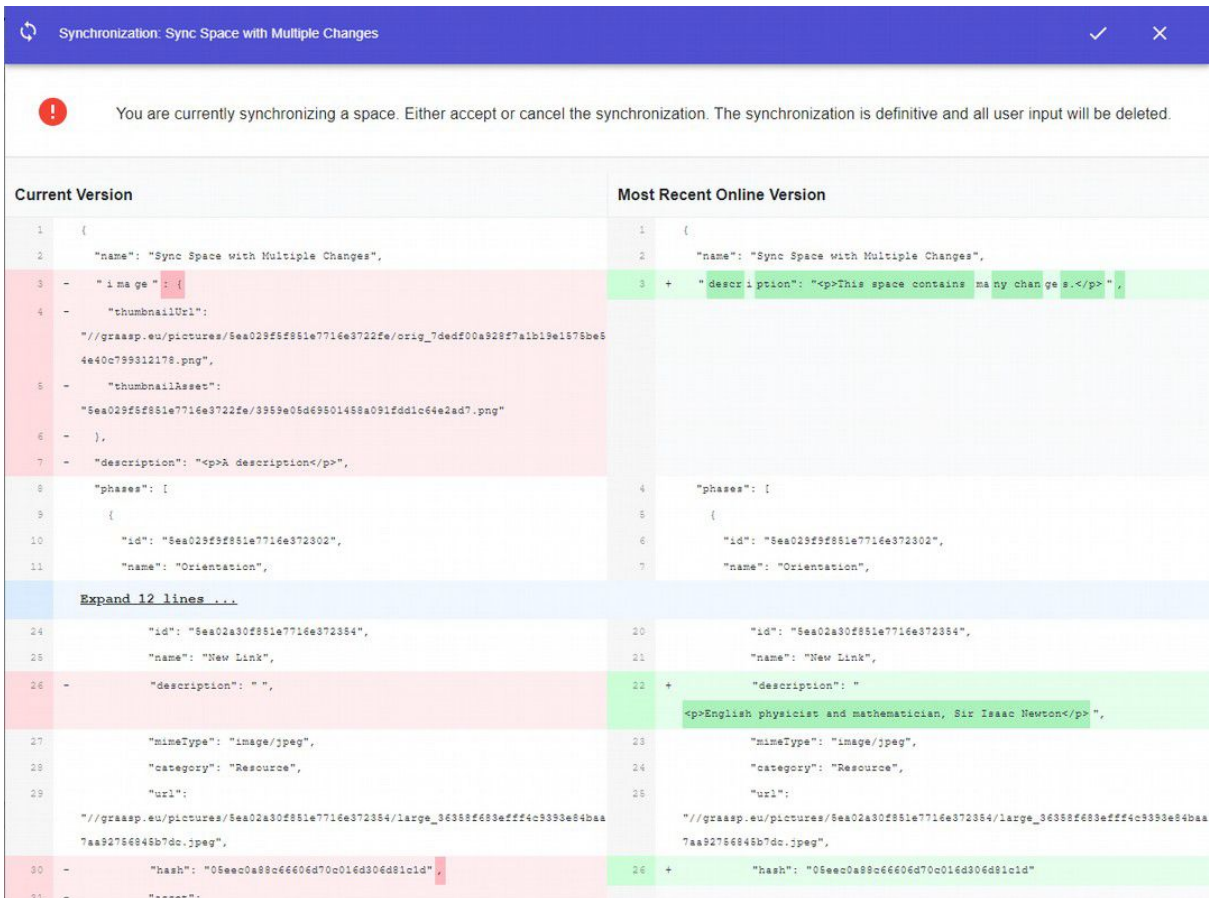 Synchronization: Sync Space with Multiple Changes
You are currently synchronizing a space. Either accept or cancel the synchronization. The synchronization is definitive and all user input will be deleted.
Current Version
1 {
2 "name": "Sync Space with Multiple Changes",
3 - "image": {
4 - "thumbnailUrl":
"//graasp.eu/pictures/5ea029f5f851e7716e3722fe/orig_7dedf00a928f7a1b19e1575be5
4e40c799312178.png",
5 - "thumbnailAsset":
"5ea029f5f851e7716e3722fe/3959e05d69501458a091fdd1c64e2ad7.png"
6 - },
7 - "description": "<p>A description</p>",
8 "phases": [
9 {
10 "id": "5ea029f9f851e7716e372302",
11 "name": "Orientation",
Expand 12 lines ...
24 "id": "5ea02a30f851e7716e372354",
25 "name": "New Link",
26 - "description": " ",
27 "mimeType": "image/jpeg",
28 "category": "Resource",
29 "url":
"//graasp.eu/pictures/5ea02a30f851e7716e372354/large_36358f683efff4c9393e84baa
7aa92756845b7dc.jpeg",
30 - "hash": "05eec0a88c66606d70c016d306d81c1d",
31 - "asset":
Most Recent Online Version
1 {
2 "name": "Sync Space with Multiple Changes",
3 + "description": "<p>This space contains many changes.</p>",
4 "phases": [
5 {
6 "id": "5ea029f9f851e7716e372302",
7 "name": "Orientation",
20 "id": "5ea02a30f851e7716e372354",
21 "name": "New Link",
22 + "description": "
<p>English physicist and mathematician, Sir Isaac Newton</p> ",
23 "mimeType": "image/jpeg",
24 "category": "Resource",
25 "url":
"//graasp.eu/pictures/5ea02a30f851e7716e372354/large_36358f683efff4c9393e84baa
7aa92756845b7dc.jpeg",
26 + "hash": "05eec0a88c66606d70c016d306d81c1d"